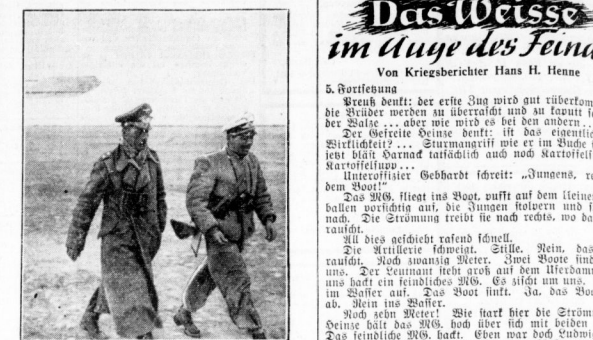 Das Weisse
im Auge des Feind
Von Kriegsberichter Hans H. Henne
5. Fortsetzung
Preuß denkt: der erste Zug wird gut rüberkom
die Brüder werden zu überrascht und zu kaputt
der Walze ... aber wie wird es bei den andern ..
Der Gefreite Heinze denkt: ist das eigentlic
Wirklichkeit? ... Sturmangriff wie er im Buche
jetzt bläst Harnack tatsächlich auch noch Kartoffels
Kartoffelsupp ...
Unteroffizier Gebhardt schreit: „Jungens,
dem Boot!“
Das MG. fliegt ins Boot, pufft auf dem
ballen vorsichtig auf, die Jungen stolpern und
nach. Die Strömung treibt sie nach rechts, wo da
rauscht.
All dies geschieht rasend schnell.
Die Artillerie schweigt. Stille. Nein, das
rauscht. Noch zwanzig Meter. Zwei Boote sind
uns. Der Leutnant steht groß auf dem Uferdamm
uns hackt ein feindliches MG. Es zischt um uns.
im Wasser auf. Das Boot sinkt. Ja, das Boo
ab. Rein ins Wasser.
Noch zehn Meter! Wie stark hier die Ström
Heinze hält das MG. hoch über sich mit beiden
Das feindliche MG. hackt. Eben war doch Ludwi